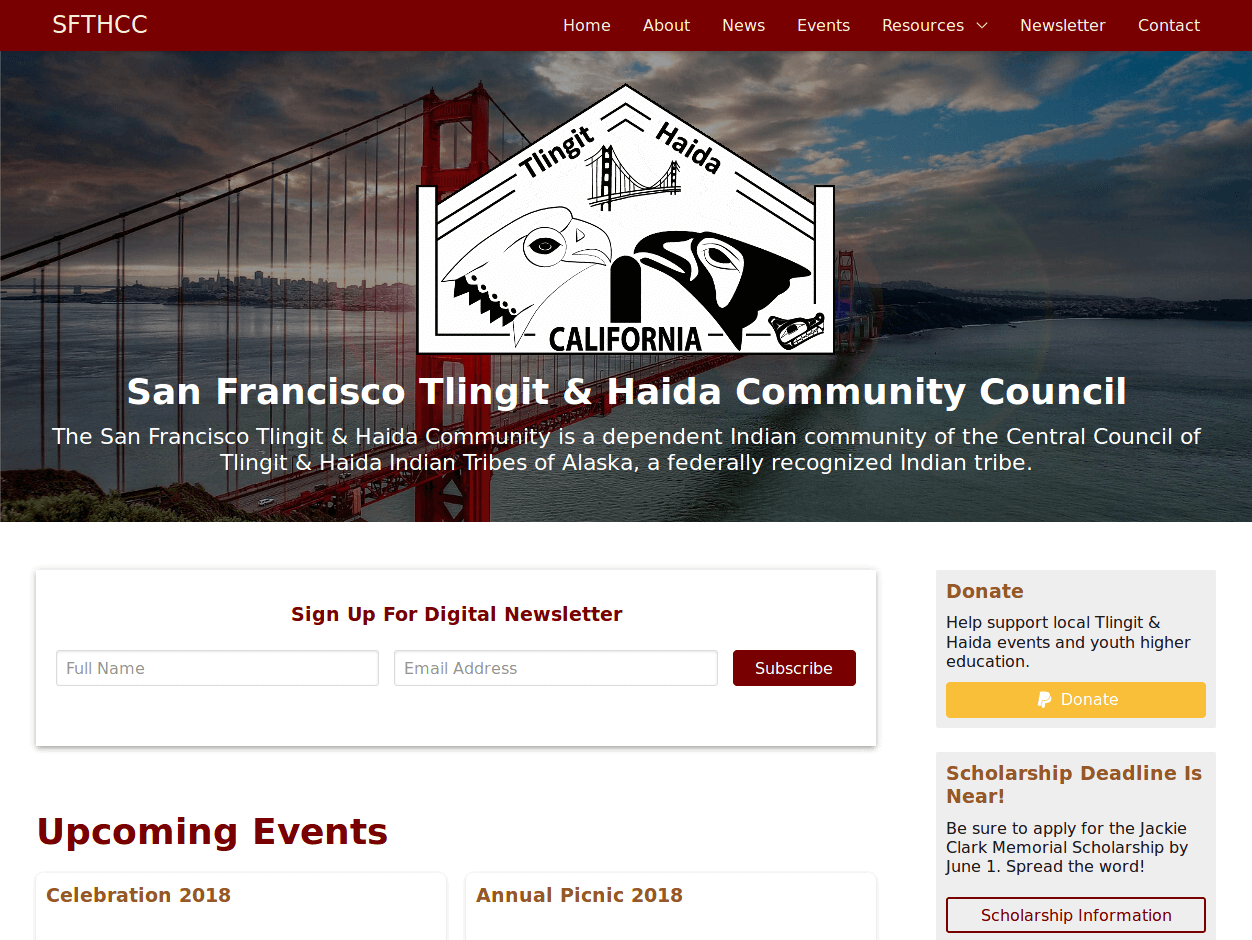 SFTHCC
Home
About
News
Events
Resources
Newsletter
Contact
Tlingit
Haida
CALIFORNIA
San Francisco Tlingit & Haida Community Council
The San Francisco Tlingit & Haida Community is a dependent Indian community of the Central Council of
Tlingit & Haida Indian Tribes of Alaska, a federally recognized Indian tribe.
Sign Up For Digital Newsletter
Full Name
Email Address
Subscribe
Upcoming Events
Celebration 2018
Annual Picnic 2018
Donate
Help support local Tlingit &
Haida events and youth higher
education.
Donate
Scholarship Deadline Is
Near!
Be sure to apply for the Jackie
Clark Memorial Scholarship by
June 1. Spread the word!
Scholarship Information